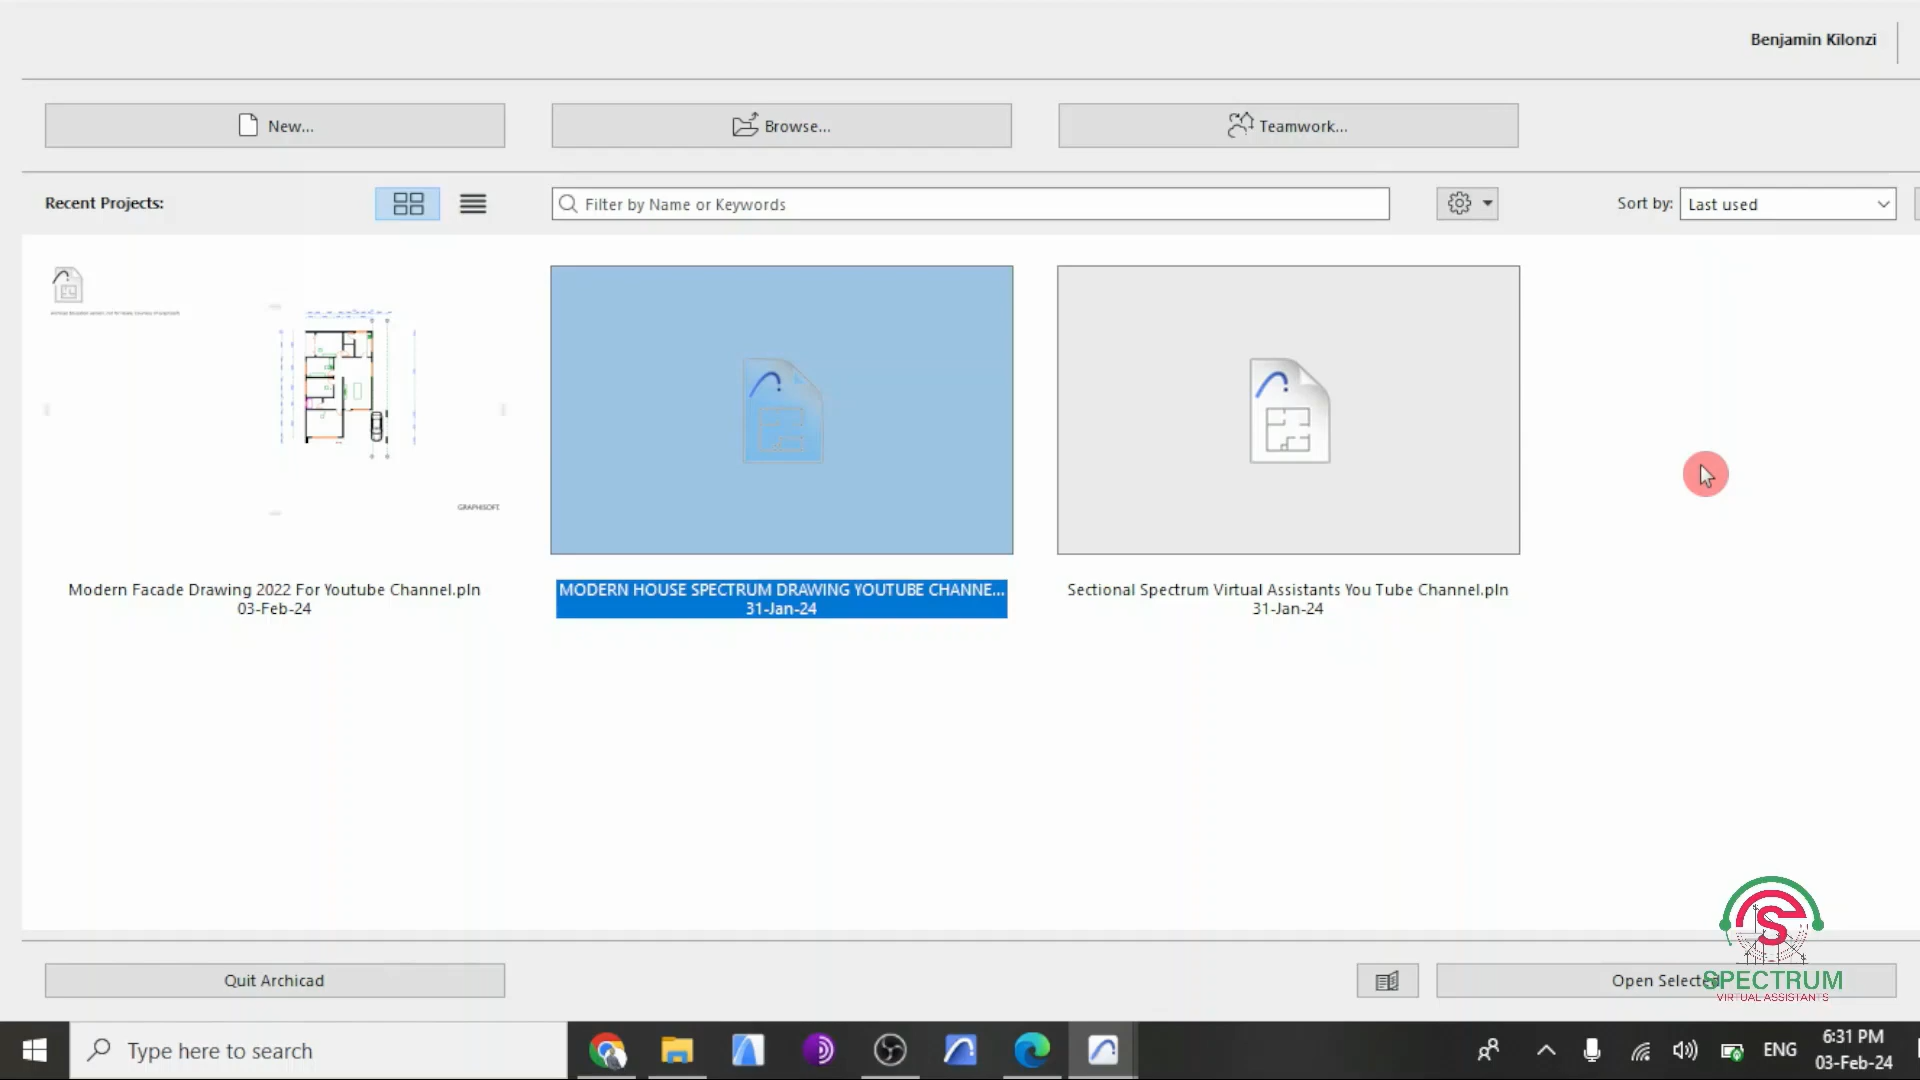 Benjamin Kilonzi
New...
Browse...
Teamwork...
Recent Projects:
Filter by Name or Keywords
Sort by:
Last used
GRAPHISOFT
Modern Facade Drawing 2022 For Youtube Channel.pln
03-Feb-24
MODERN HOUSE SPECTRUM DRAWING YOUTUBE CHANNE...
31-Jan-24
Sectional Spectrum Virtual Assistants You Tube Channel.pln
31-Jan-24
Quit Archicad
Open Selected
SPECTRUM
VIRTUAL ASSISTANTS
Type here to search
ENG
6:31 PM
03-Feb-24